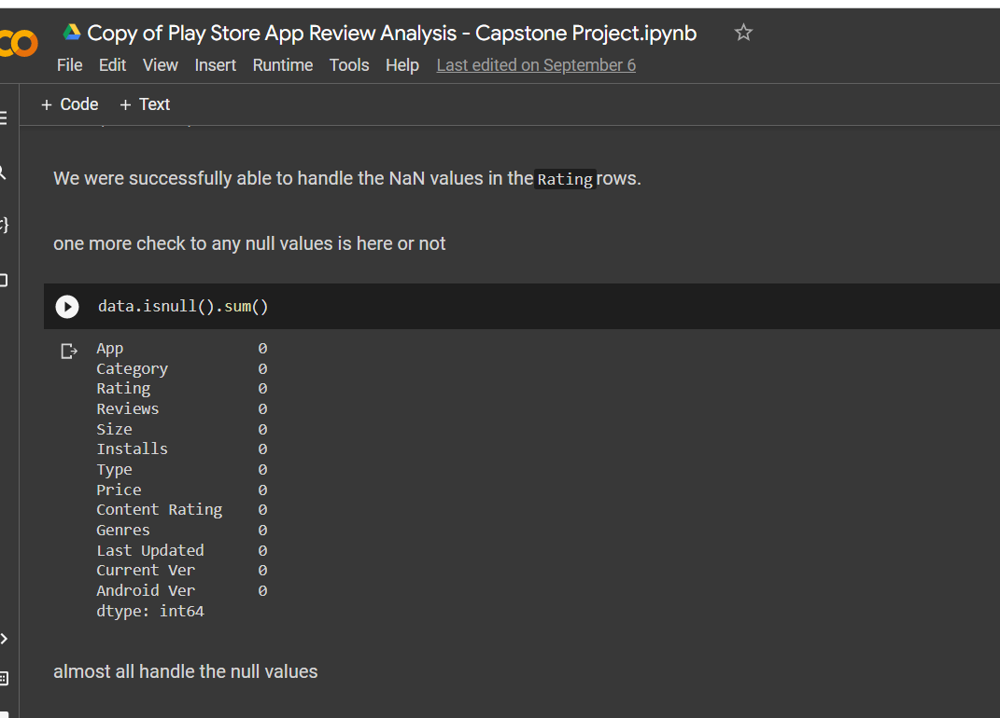 Copy of Play Store App Review Analysis - Capstone Project.ipynb
File Edit View Insert Runtime Tools Help Last edited on September 6
+ Code + Text
We were successfully able to handle the NaN values in the Rating rows.
one more check to any null values is here or not
data.isnull().sum()
App 0
Category 0
Rating 0
Reviews 0
Size 0
Installs 0
Type 0
Price 0
Content Rating 0
Genres 0
Last Updated 0
Current Ver 0
Android Ver 0
dtype: int64
almost all handle the null values